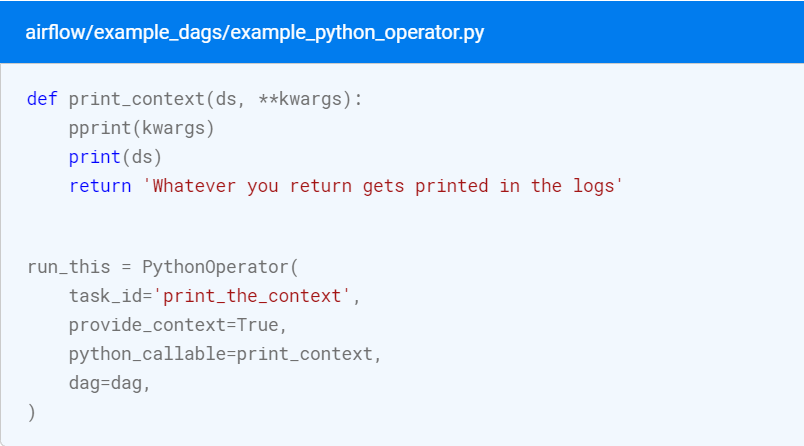 airflow/example_dags/example_python_operator.py
def print_context(ds, **kwargs):
    pprint(kwargs)
    print(ds)
    return 'Whatever you return gets printed in the logs'
run_this = PythonOperator(
    task_id='print_the_context',
    provide_context=True,
    python_callable=print_context,
    dag=dag,
)